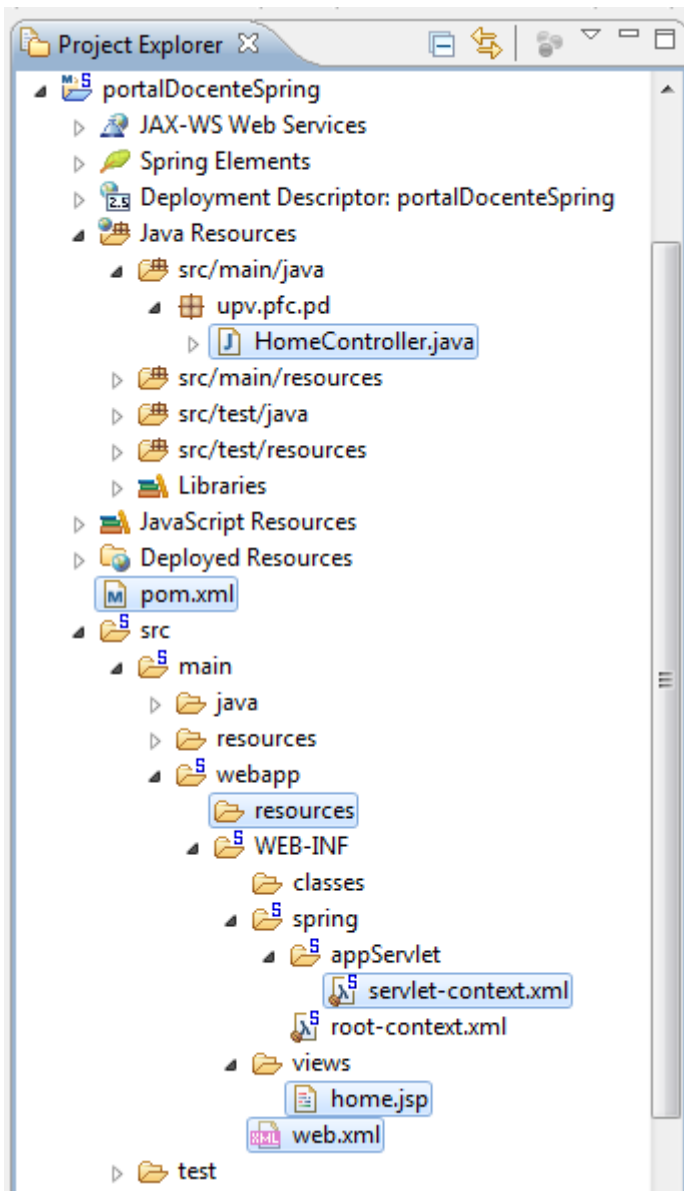 Project Explorer
portalDocenteSpring
JAX-WS Web Services
Spring Elements
Deployment Descriptor: portalDocenteSpring
Java Resources
src/main/java
upv.pfc.pd
HomeController.java
src/main/resources
src/test/java
src/test/resources
Libraries
JavaScript Resources
Deployed Resources
pom.xml
src
main
java
resources
webapp
resources
WEB-INF
classes
spring
appServlet
servlet-context.xml
root-context.xml
views
home.jsp
web.xml
test